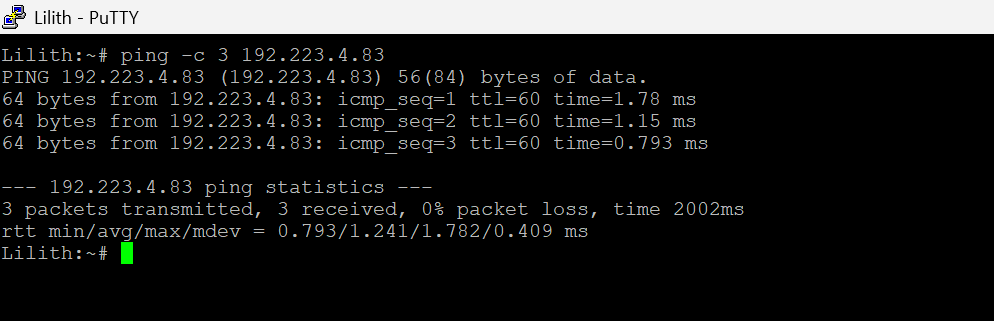 Lilith - PuTTY
Lilith:~# ping -c 3 192.223.4.83
PING 192.223.4.83 (192.223.4.83) 56(84) bytes of data.
64 bytes from 192.223.4.83: icmp_seq=1 ttl=60 time=1.78 ms
64 bytes from 192.223.4.83: icmp_seq=2 ttl=60 time=1.15 ms
64 bytes from 192.223.4.83: icmp_seq=3 ttl=60 time=0.793 ms

--- 192.223.4.83 ping statistics ---
3 packets transmitted, 3 received, 0% packet loss, time 2002ms
rtt min/avg/max/mdev = 0.793/1.241/1.782/0.409 ms
Lilith:~#